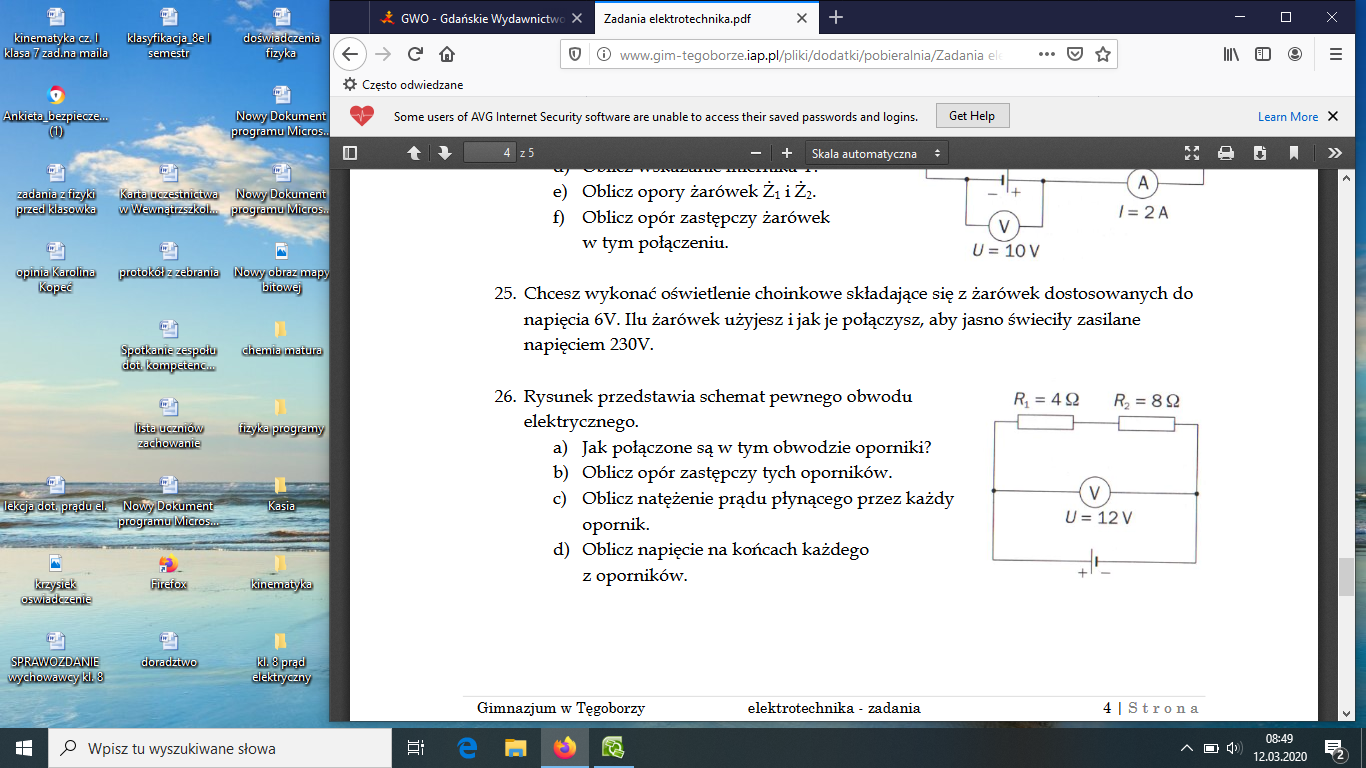 kinematyka cz. I
klasa 7 zad.na maila
klasyfikacja_8e I
semestr
doświadczenia
fizyka
Ankieta_bezpiecze...
(1)
Nowy Dokument
programu Micros...
zadania z fizyki
przed klasowka
Karta uczestnictwa
w Wewnątrzszkol...
Nowy Dokument
programu Micros...
opinia Karolina
Kopeć
protokół z zebrania
Nowy obraz mapy
bitowej
Spotkanie zespołu
dot. kompetenc...
chemia matura
lista uczniów
zachowanie
fizyka programy
lekcja dot. prądu el.
Nowy Dokument
programu Micros...
Kasia
krzysiek
oswiadczenie
Firefox
kinematyka
SPRAWOZDANIE
wychowawcy kl. 8
doradztwo
kl. 8 prąd
elektryczny
GWO - Gdańskie Wydawnictwo
Zadania elektrotechnika.pdf
www.gim-tegoborze.iap.pl/pliki/dodatki/pobieralnia/Zadania ele
Często odwiedzane
Some users of AVG Internet Security software are unable to access their saved passwords and logins.
Get Help
Learn More
4 z 5
Skala automatyczna
d) Oblicz wskazanie miernika 1.
e) Oblicz opory żarówek Ż₁ i Ż₂.
f) Oblicz opór zastępczy żarówek
w tym połączeniu.
A
I = 2 A
− +
V
U = 10 V
25. Chcesz wykonać oświetlenie choinkowe składające się z żarówek dostosowanych do
napięcia 6V. Ilu żarówek użyjesz i jak je połączysz, aby jasno świeciły zasilane
napięciem 230V.
26. Rysunek przedstawia schemat pewnego obwodu
elektrycznego.
a) Jak połączone są w tym obwodzie oporniki?
b) Oblicz opór zastępczy tych oporników.
c) Oblicz natężenie prądu płynącego przez każdy
opornik.
d) Oblicz napięcie na końcach każdego
z oporników.
R₁ = 4 Ω R₂ = 8 Ω
V
U = 12 V
+ −
Gimnazjum w Tęgoborzy elektrotechnika - zadania 4 | Strona
Wpisz tu wyszukiwane słowa
08:49
12.03.2020
2